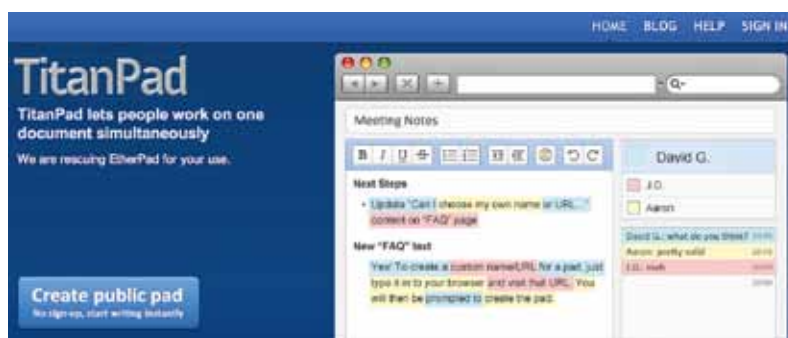 HOME BLOG HELP SIGN IN
TitanPad
TitanPad lets people work on one
document simultaneously
We are rescuing EtherPad for your use.
Create public pad
No sign-up, start writing instantly
Meeting Notes
B I U S
Next Steps
• Update "Can I choose my own name or URL..."
content on "FAQ" page
New "FAQ" text
Yes! To create a custom name/URL for a pad, just
type it in to your browser and visit that URL. You
will then be prompted to create the pad.
David G.
J.O.
Aaron
David G.: what do you think?
Aaron: pretty solid
J.O.: meh